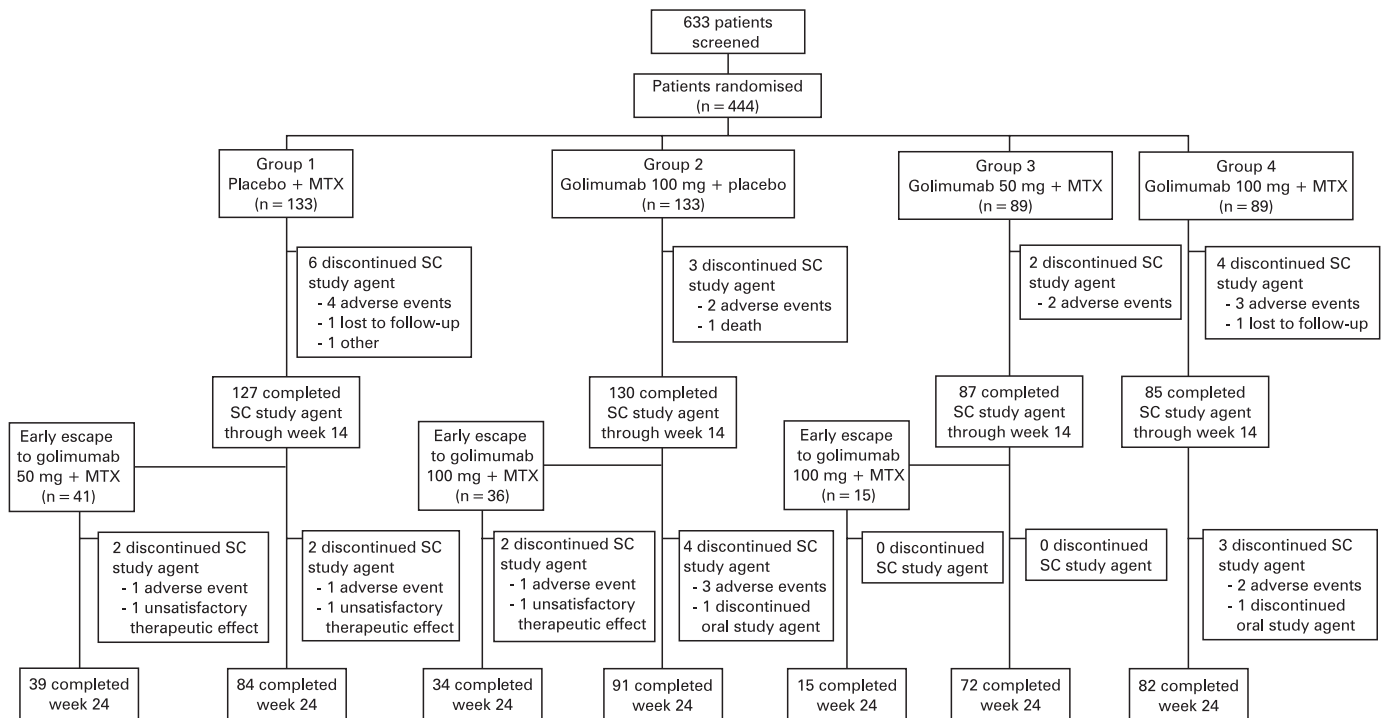 633 patients
screened
Patients randomised
(n = 444)
Group 1
Placebo + MTX
(n = 133)
Group 2
Golimumab 100 mg + placebo
(n = 133)
Group 3
Golimumab 50 mg + MTX
(n = 89)
Group 4
Golimumab 100 mg + MTX
(n = 89)
6 discontinued SC
study agent
- 4 adverse events
- 1 lost to follow-up
- 1 other
3 discontinued SC
study agent
- 2 adverse events
- 1 death
2 discontinued SC
study agent
- 2 adverse events
4 discontinued SC
study agent
- 3 adverse events
- 1 lost to follow-up
127 completed
SC study agent
through week 14
130 completed
SC study agent
through week 14
87 completed
SC study agent
through week 14
85 completed
SC study agent
through week 14
Early escape
to golimumab
50 mg + MTX
(n = 41)
Early escape
to golimumab
100 mg + MTX
(n = 36)
Early escape
to golimumab
100 mg + MTX
(n = 15)
2 discontinued SC
study agent
- 1 adverse event
- 1 unsatisfactory
therapeutic effect
2 discontinued SC
study agent
- 1 adverse event
- 1 unsatisfactory
therapeutic effect
2 discontinued SC
study agent
- 1 adverse event
- 1 unsatisfactory
therapeutic effect
4 discontinued SC
study agent
- 3 adverse events
- 1 discontinued
oral study agent
0 discontinued
SC study agent
0 discontinued
SC study agent
3 discontinued SC
study agent
- 2 adverse events
- 1 discontinued
oral study agent
39 completed
week 24
84 completed
week 24
34 completed
week 24
91 completed
week 24
15 completed
week 24
72 completed
week 24
82 completed
week 24